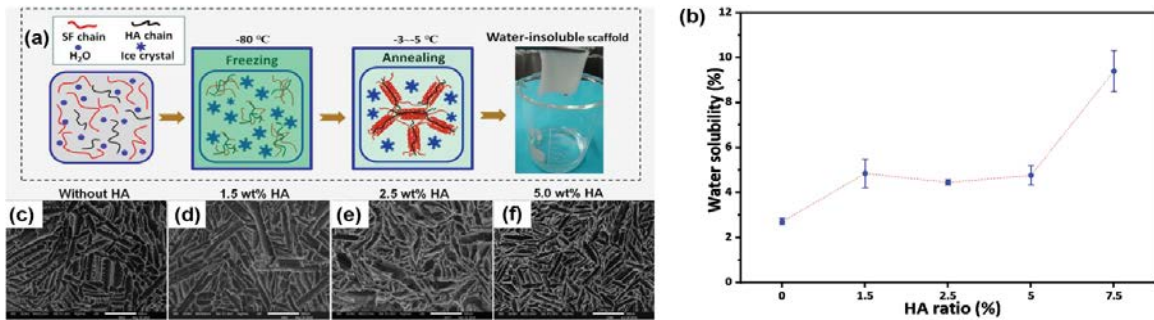 (a)
SF chain HA chain
H₂O Ice crystal
-80 °C
Freezing
-3--5 °C
Annealing
Water-insoluble scaffold
Without HA
1.5 wt% HA
2.5 wt% HA
5.0 wt% HA
(c)
(d)
(e)
(f)
(b)
Water solubility (%)
12
10
8
6
4
2
0
0 1.5 2.5 5 7.5
HA ratio (%)